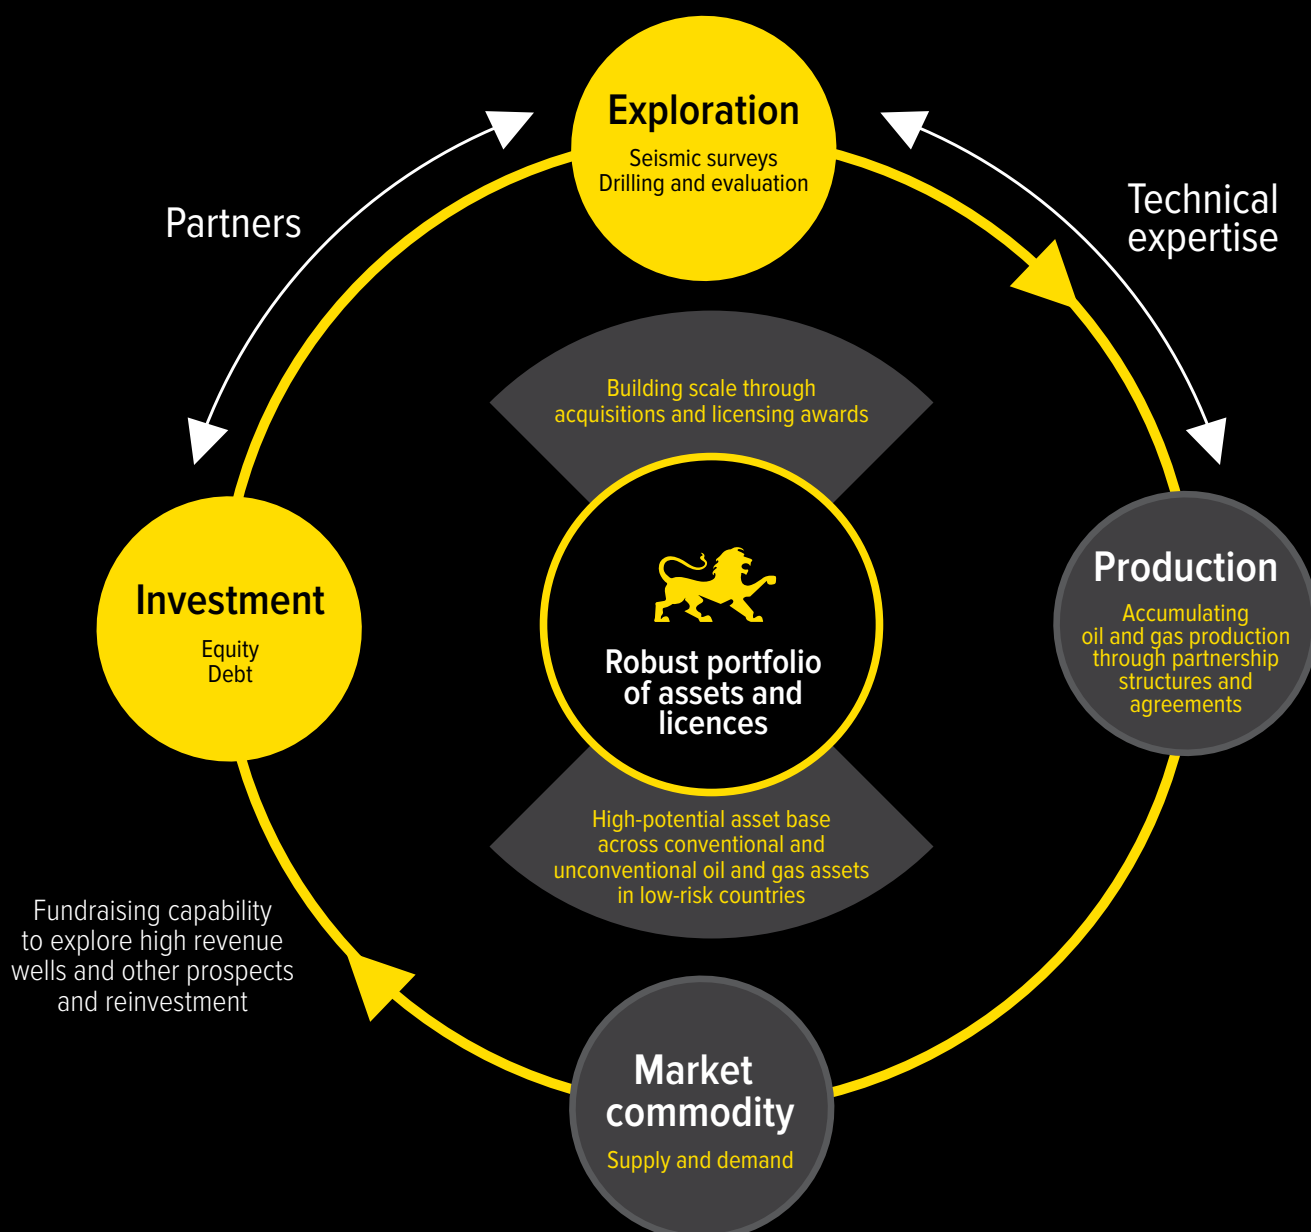 Exploration
Seismic surveys
Drilling and evaluation
Partners
Technical
expertise
Building scale through
acquisitions and licensing awards
Investment
Equity
Debt
Robust portfolio
of assets and
licences
Production
Accumulating
oil and gas production
through partnership
structures and
agreements
High-potential asset base
across conventional and
unconventional oil and gas assets
in low-risk countries
Fundraising capability
to explore high revenue
wells and other prospects
and reinvestment
Market
commodity
Supply and demand